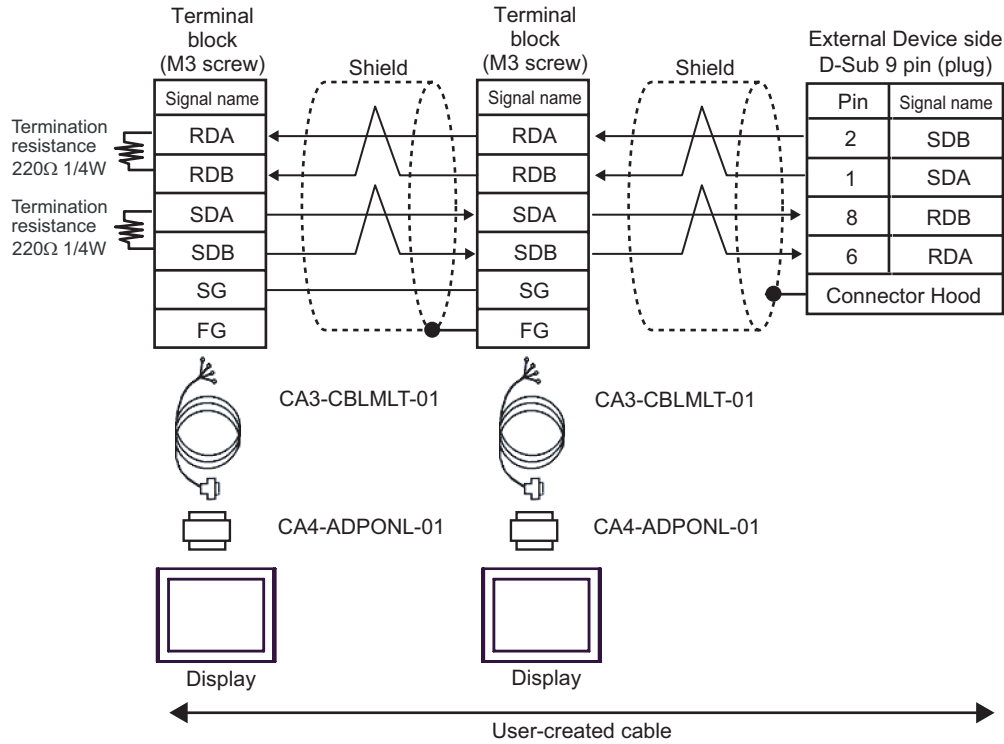 Terminal
block
(M3 screw)
Signal name
RDA
RDB
SDA
SDB
SG
FG
Termination
resistance
220Ω 1/4W
Termination
resistance
220Ω 1/4W
Shield
Terminal
block
(M3 screw)
Signal name
RDA
RDB
SDA
SDB
SG
FG
Shield
External Device side
D-Sub 9 pin (plug)
Pin Signal name
2 SDB
1 SDA
8 RDB
6 RDA
Connector Hood
CA3-CBLMLT-01
CA3-CBLMLT-01
CA4-ADPONL-01
CA4-ADPONL-01
Display
Display
User-created cable